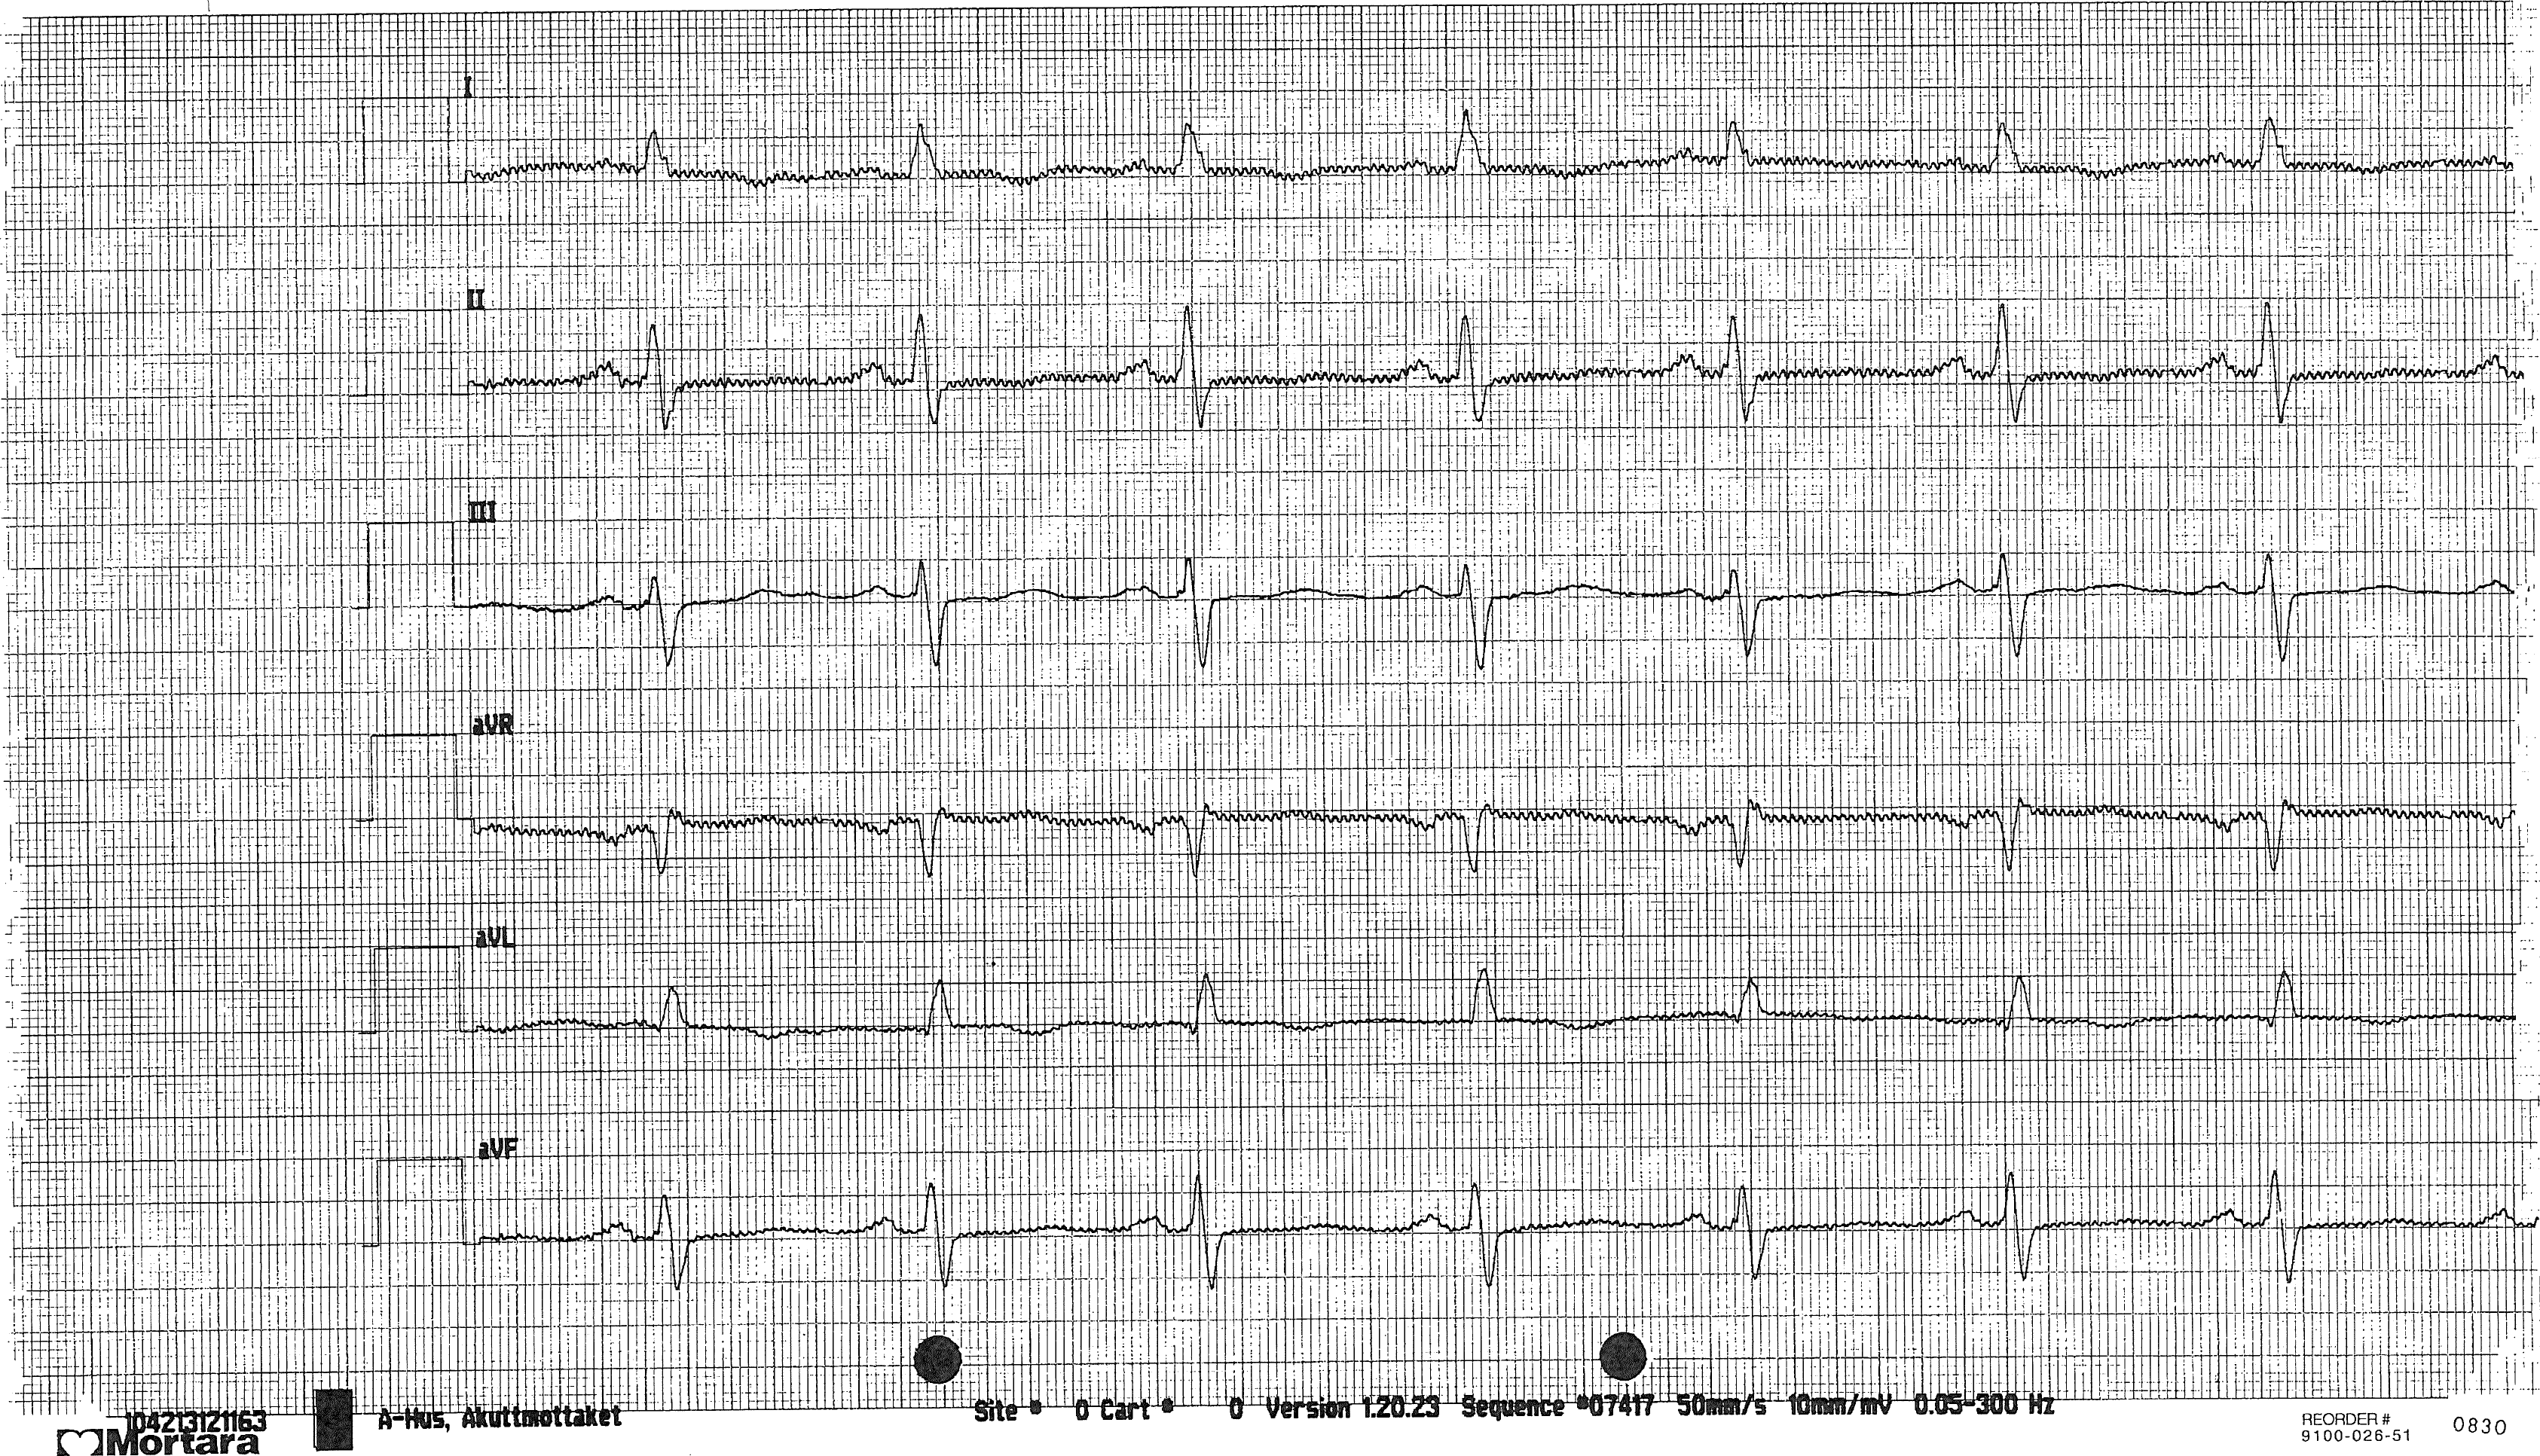 I
II
III
aVR
aVL
aVF
104213121163
A-Hus, Akuttmottaket
Site # 0 Cart # 0 Version 1.20.23 Sequence #07417 50mm/s 10mm/mV 0.05-300 Hz
Mortara
REORDER # 0830
9100-026-51